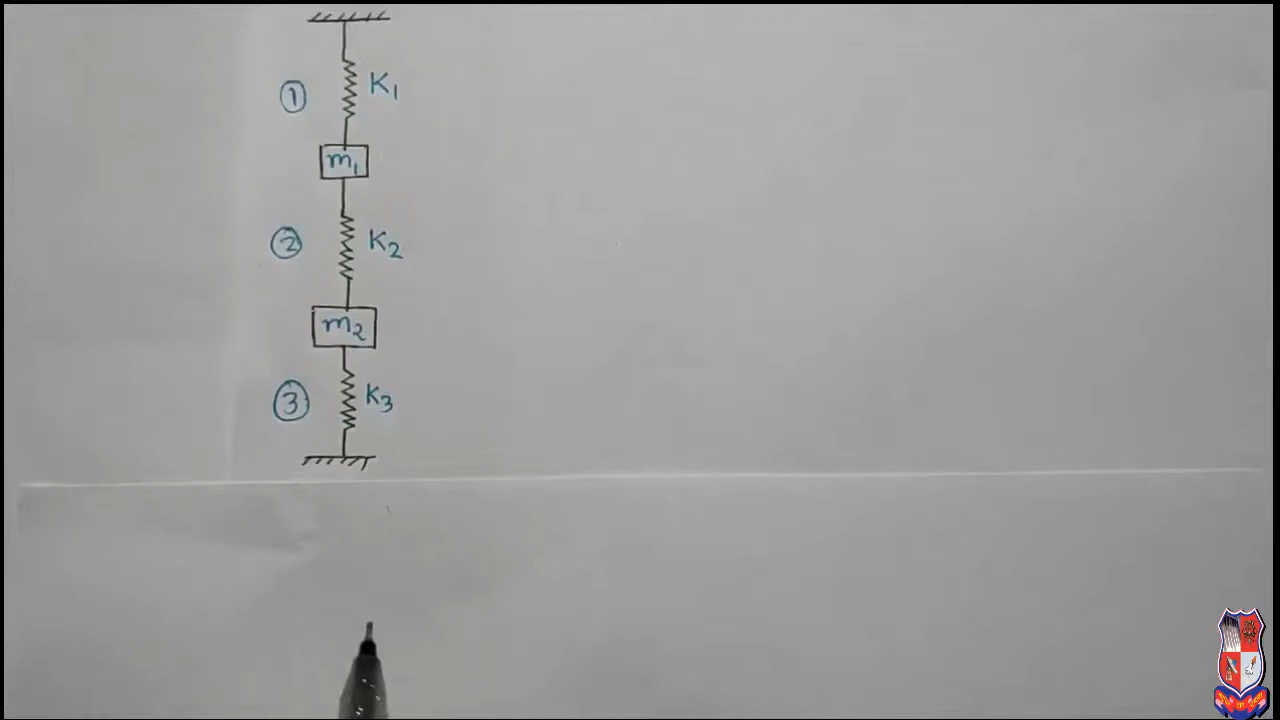 ① K₁
m₁
② K₂
m₂
③ K₃